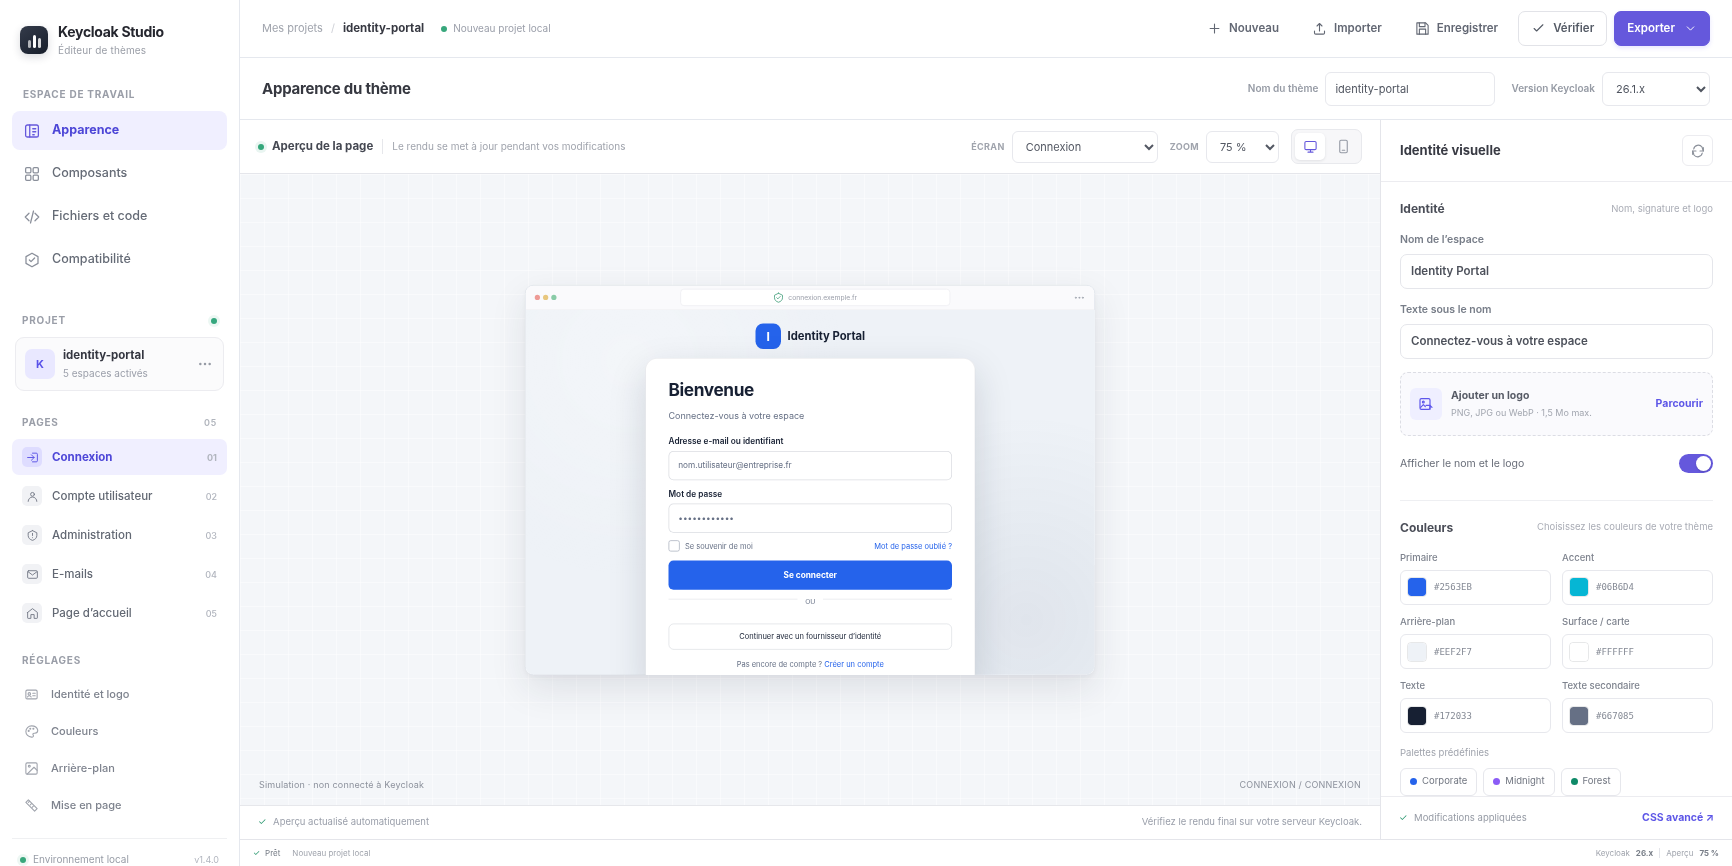 Keycloak Studio
Éditeur de thèmes
ESPACE DE TRAVAIL
Apparence
Composants
Fichiers et code
Compatibilité
PROJET
K
identity-portal
5 espaces activés
PAGES 05
Connexion 01
Compte utilisateur 02
Administration 03
E-mails 04
Page d’accueil 05
RÉGLAGES
Identité et logo
Couleurs
Arrière-plan
Mise en page
Environnement local v1.4.0
Mes projets / identity-portal Nouveau projet local
Nouveau Importer Enregistrer Vérifier Exporter
Apparence du thème
Nom du thème identity-portal Version Keycloak 26.1.x
Aperçu de la page Le rendu se met à jour pendant vos modifications
ÉCRAN Connexion ZOOM 75 %
connexion.exemple.fr
I Identity Portal
Bienvenue
Connectez-vous à votre espace
Adresse e-mail ou identifiant
nom.utilisateur@entreprise.fr
Mot de passe
••••••••••••
Se souvenir de moi Mot de passe oublié ?
Se connecter
OU
Continuer avec un fournisseur d’identité
Pas encore de compte ? Créer un compte
Simulation · non connecté à Keycloak CONNEXION / CONNEXION
Aperçu actualisé automatiquement Vérifiez le rendu final sur votre serveur Keycloak.
Identité visuelle
Identité Nom, signature et logo
Nom de l’espace
Identity Portal
Texte sous le nom
Connectez-vous à votre espace
Ajouter un logo
PNG, JPG ou WebP · 1,5 Mo max.
Parcourir
Afficher le nom et le logo
Couleurs Choisissez les couleurs de votre thème
Primaire Accent
#2563EB #06B6D4
Arrière-plan Surface / carte
#EEF2F7 #FFFFFF
Texte Texte secondaire
#172033 #667085
Palettes prédéfinies
Corporate Midnight Forest
Modifications appliquées CSS avancé ↗
Prêt Nouveau projet local
Keycloak 26.x Aperçu 75 %